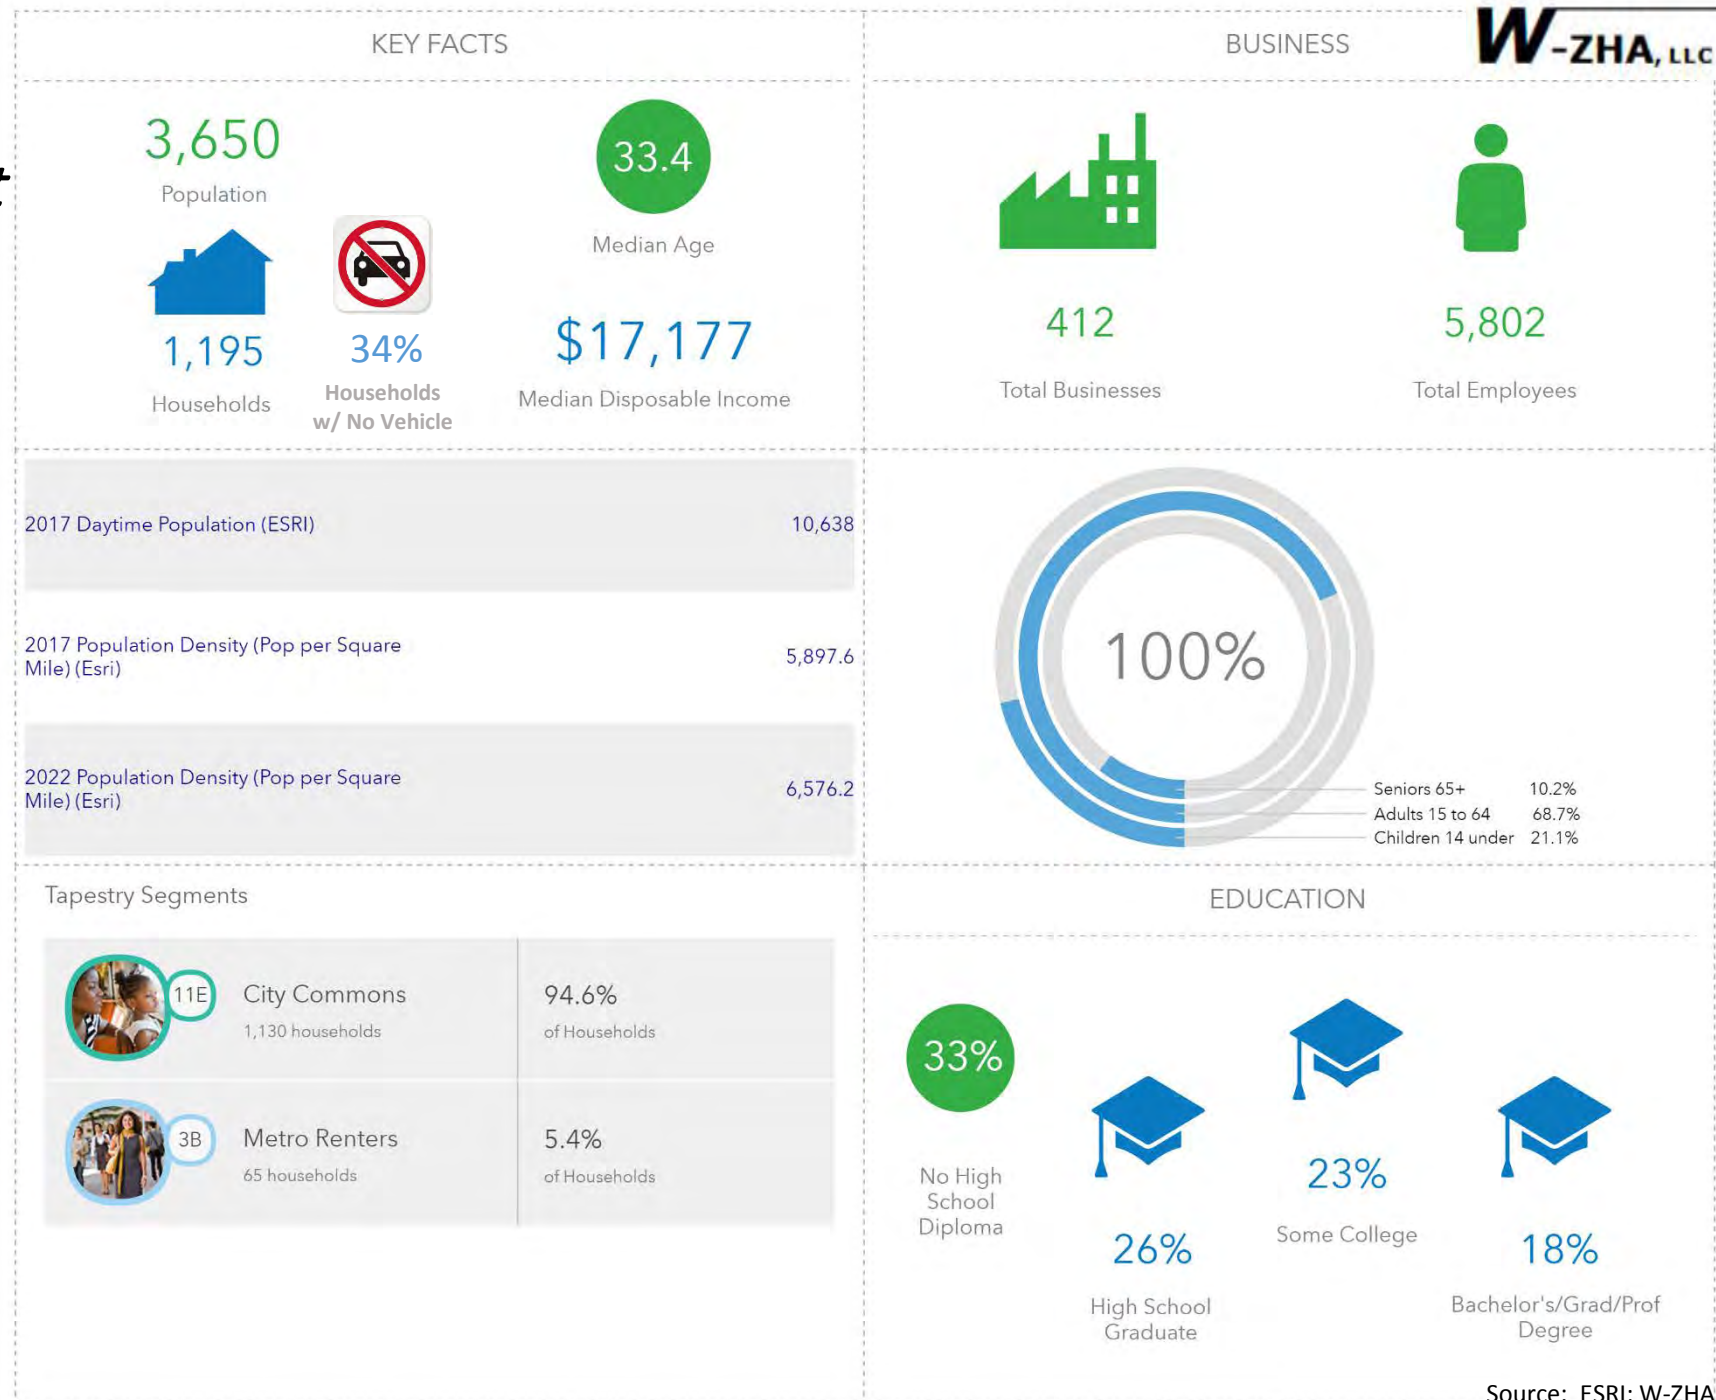 KEY FACTS
3,650
Population
1,195
Households
34%
Households
w/ No Vehicle
33.4
Median Age
$17,177
Median Disposable Income
BUSINESS
W-ZHA, LLC
412
Total Businesses
5,802
Total Employees
2017 Daytime Population (ESRI) 10,638
2017 Population Density (Pop per Square
Mile) (Esri) 5,897.6
2022 Population Density (Pop per Square
Mile) (Esri) 6,576.2
100%
Seniors 65+ 10.2%
Adults 15 to 64 68.7%
Children 14 under 21.1%
Tapestry Segments
11E City Commons 94.6%
1,130 households of Households
3B Metro Renters 5.4%
65 households of Households
EDUCATION
33%
No High
School
Diploma
26%
High School
Graduate
23%
Some College
18%
Bachelor's/Grad/Prof
Degree
Source: ESRI; W-ZHA